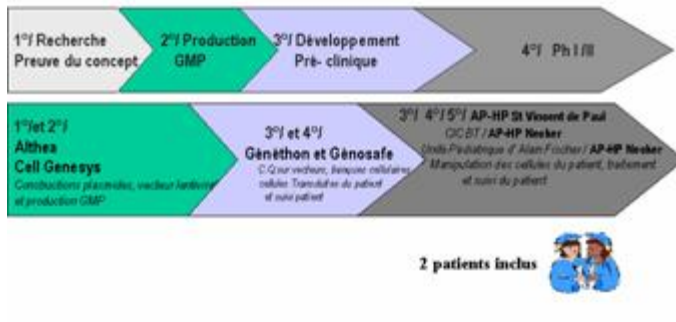 1°/ Recherche
Preuve du concept
2°/ Production
GMP
3°/ Développement
Pré- clinique
4°/ Ph I/II
1°/et 2°/
Althea
Cell Genesys
Constructions plasmides, vecteur lentiviral
et production GMP
3°/ et 4°/
Généthon et Génosafe
C.Q sur vecteurs, banques cellulaires
cellules Transduites du patient
et suivi patient
3°/ 4°/ 5°/ AP-HP St Vincent de Paul
CIC BT / AP-HP Necker
Unité Pédiatrique d' Alain Fischer / AP-HP Necker
Manipulation des cellules du patient, traitement
et suivi du patient
2 patients inclus